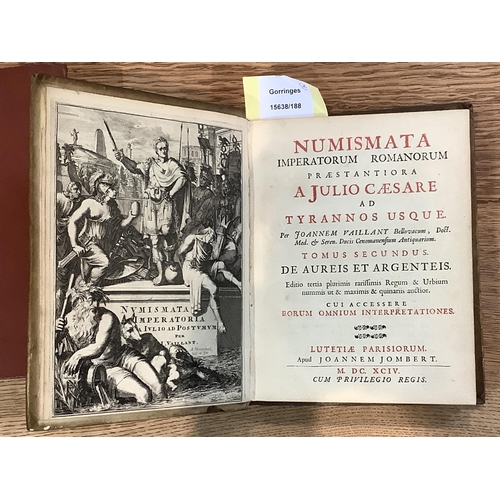 Gorringes
15638/188
NUMISMATA
IMPERATORIA
A IULIO AD POSTUMUM
PER
I. VAILLANT.
NUMISMATA
IMPERATORUM ROMANORUM
PRÆSTANTIORA
A JULIO CÆSARE
AD
TYRANNOS USQUE.
Per JOANNEM VAILLANT Bellovacum, Doct.
Med. & Seren. Ducis Cenomanensium Antiquarium.
TOMUS SECUNDUS.
DE AUREIS ET ARGENTEIS.
Editio tertia plurimis rarissimis Regum & Urbium
nummis ut & maximis & quinariis auctior.
CUI ACCESSERE
EORUM OMNIUM INTERPRETATIONES.
LUTETIÆ PARISIORUM.
Apud JOANNEM JOMBERT.
M. DC. XCIV.
CUM PRIVILEGIO REGIS.